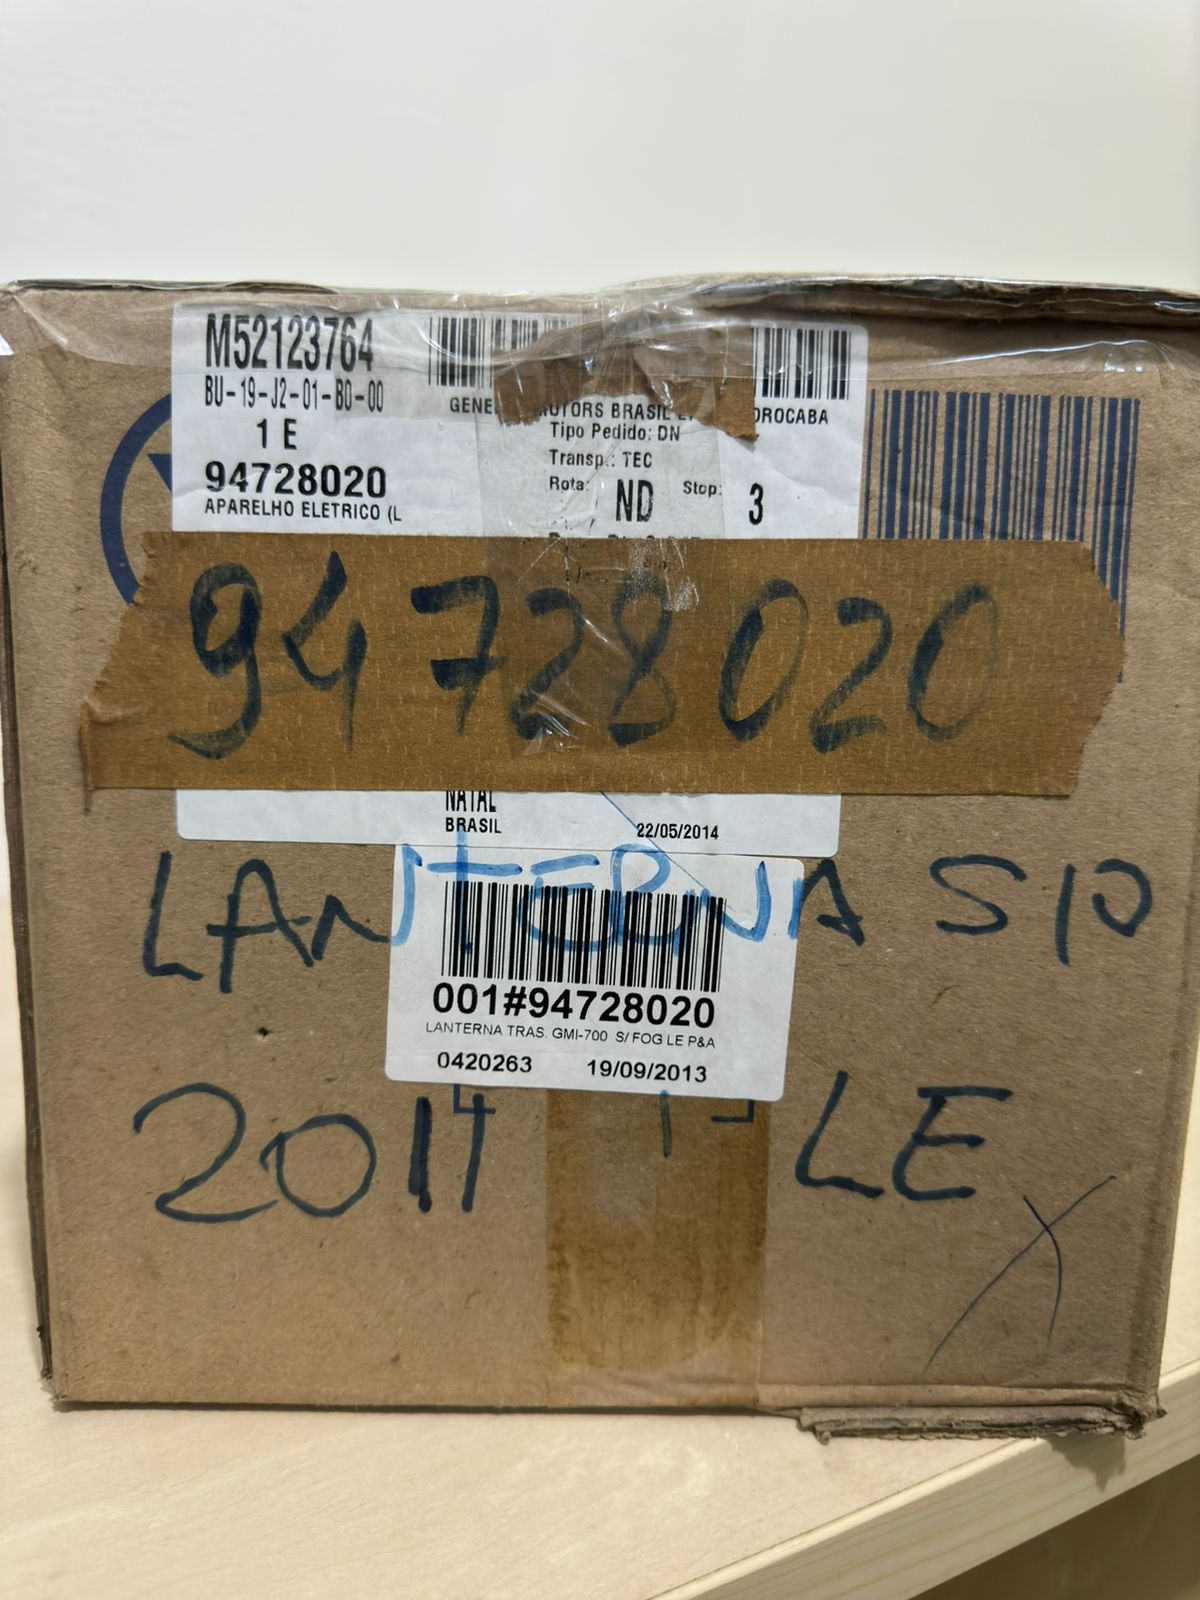 M52123764
BU-19-J2-01-B0-00
1 E
94728020
APARELHO ELETRICO (L
MOTORS BRASIL
Tipo Pedido: DN
Transp.: TEC
Rota: ND Stop: 3
94728020
NATAL
BRASIL 22/05/2014
LANTERNA S10
001#94728020
LANTERNA TRAS. GMI-700 S/ FOG LE P&A
0420263 19/09/2013
LE